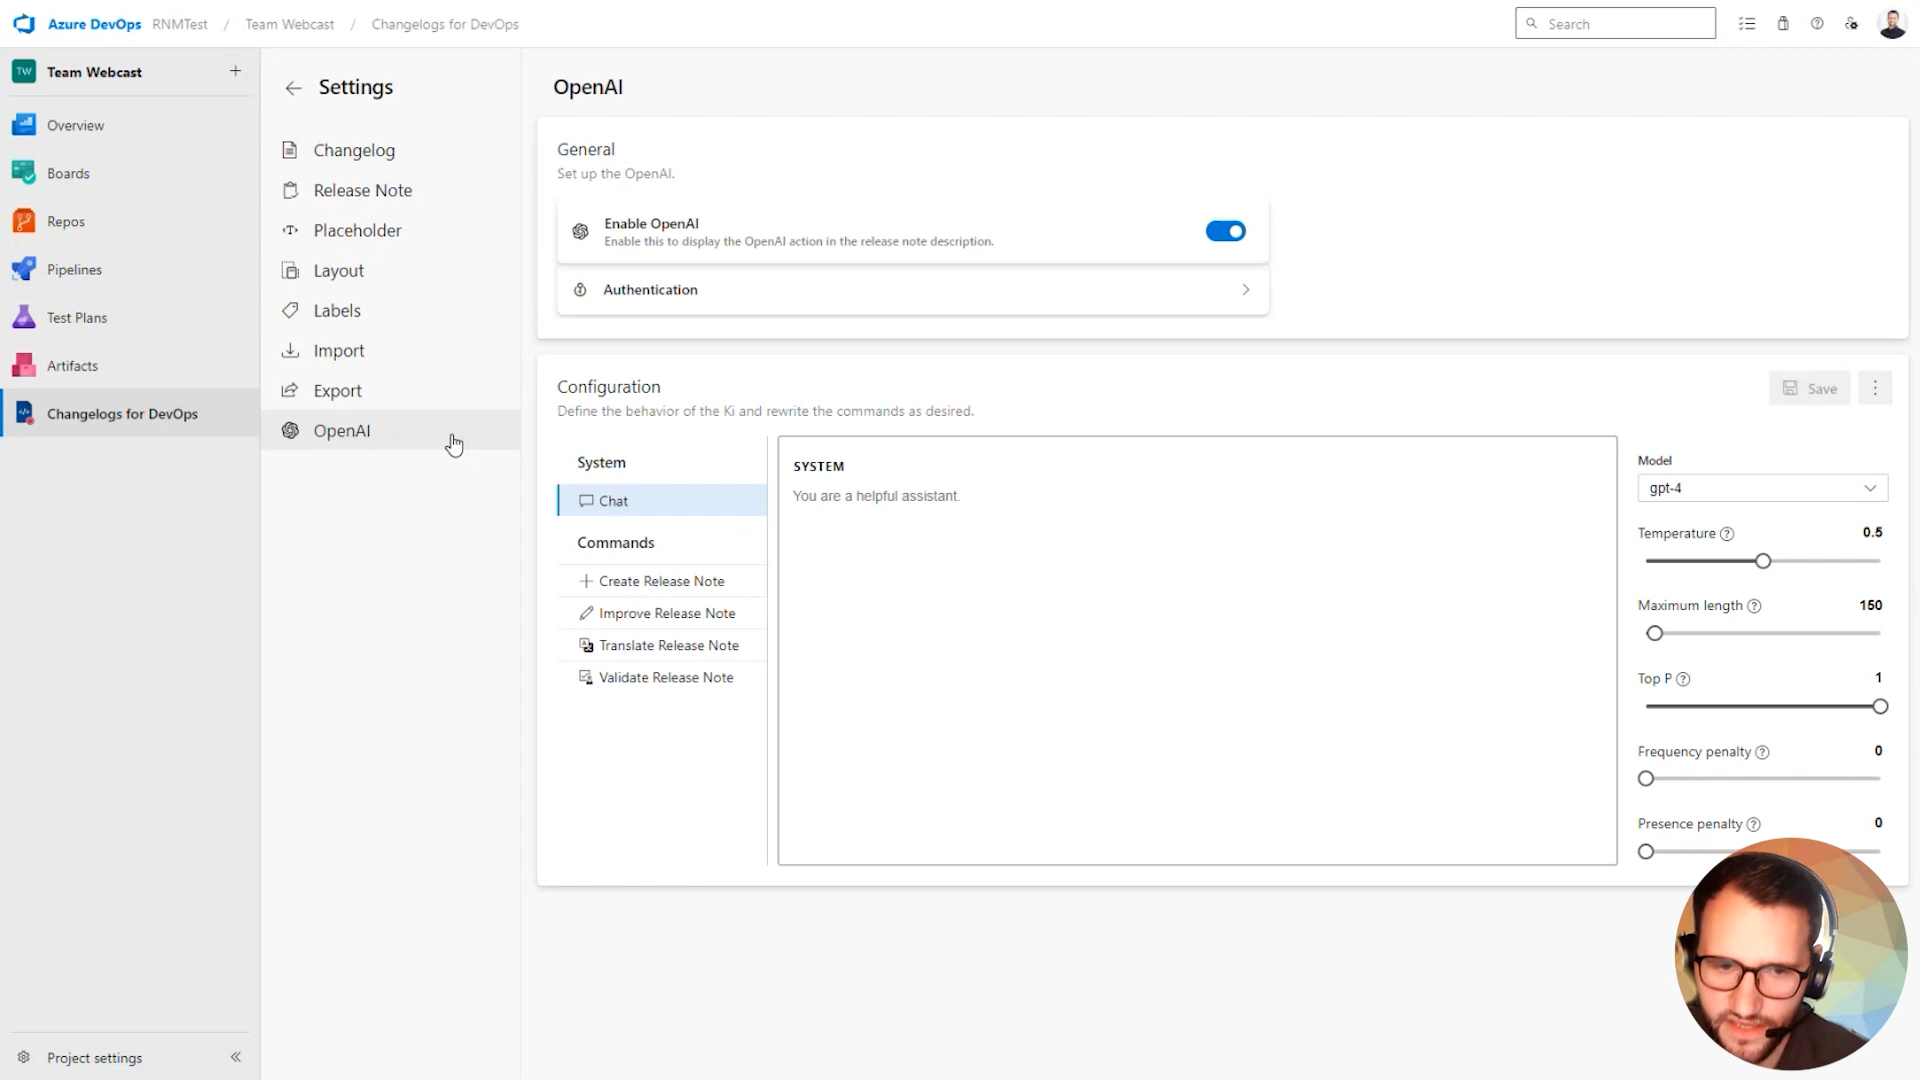 Azure DevOps RNMTest / Team Webcast / Changelogs for DevOps
Search
TW Team Webcast
Overview
Boards
Repos
Pipelines
Test Plans
Artifacts
Changelogs for DevOps
Project settings
Settings
Changelog
Release Note
Placeholder
Layout
Labels
Import
Export
OpenAI
OpenAI
General
Set up the OpenAI.
Enable OpenAI
Enable this to display the OpenAI action in the release note description.
Authentication
Configuration
Define the behavior of the Ki and rewrite the commands as desired.
Save
System
Chat
Commands
Create Release Note
Improve Release Note
Translate Release Note
Validate Release Note
SYSTEM
You are a helpful assistant.
Model
gpt-4
Temperature 0.5
Maximum length 150
Top P 1
Frequency penalty 0
Presence penalty 0